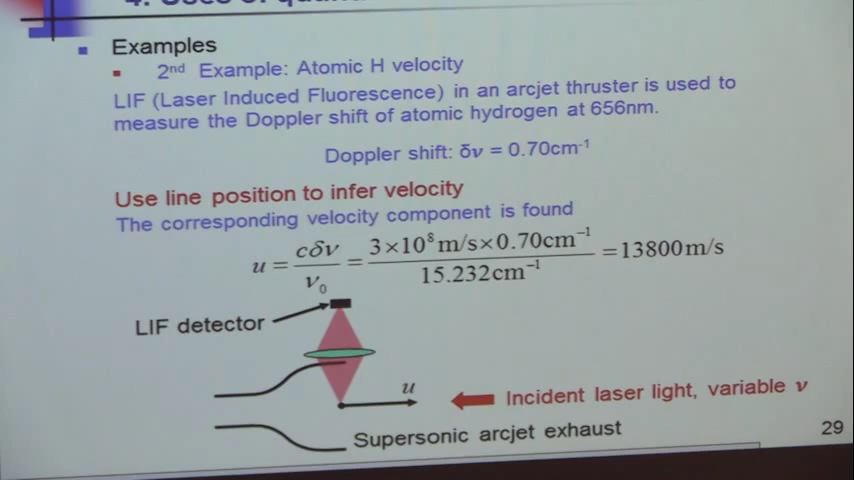 4. Uses of quant
Examples
2nd Example: Atomic H velocity
LIF (Laser Induced Fluorescence) in an arcjet thruster is used to
measure the Doppler shift of atomic hydrogen at 656nm.
Doppler shift: δν = 0.70cm⁻¹
Use line position to infer velocity
The corresponding velocity component is found
u = cδν / ν₀ = 3×10⁸m/s×0.70cm⁻¹ / 15.232cm⁻¹ = 13800m/s
LIF detector
u
Incident laser light, variable ν
Supersonic arcjet exhaust
29